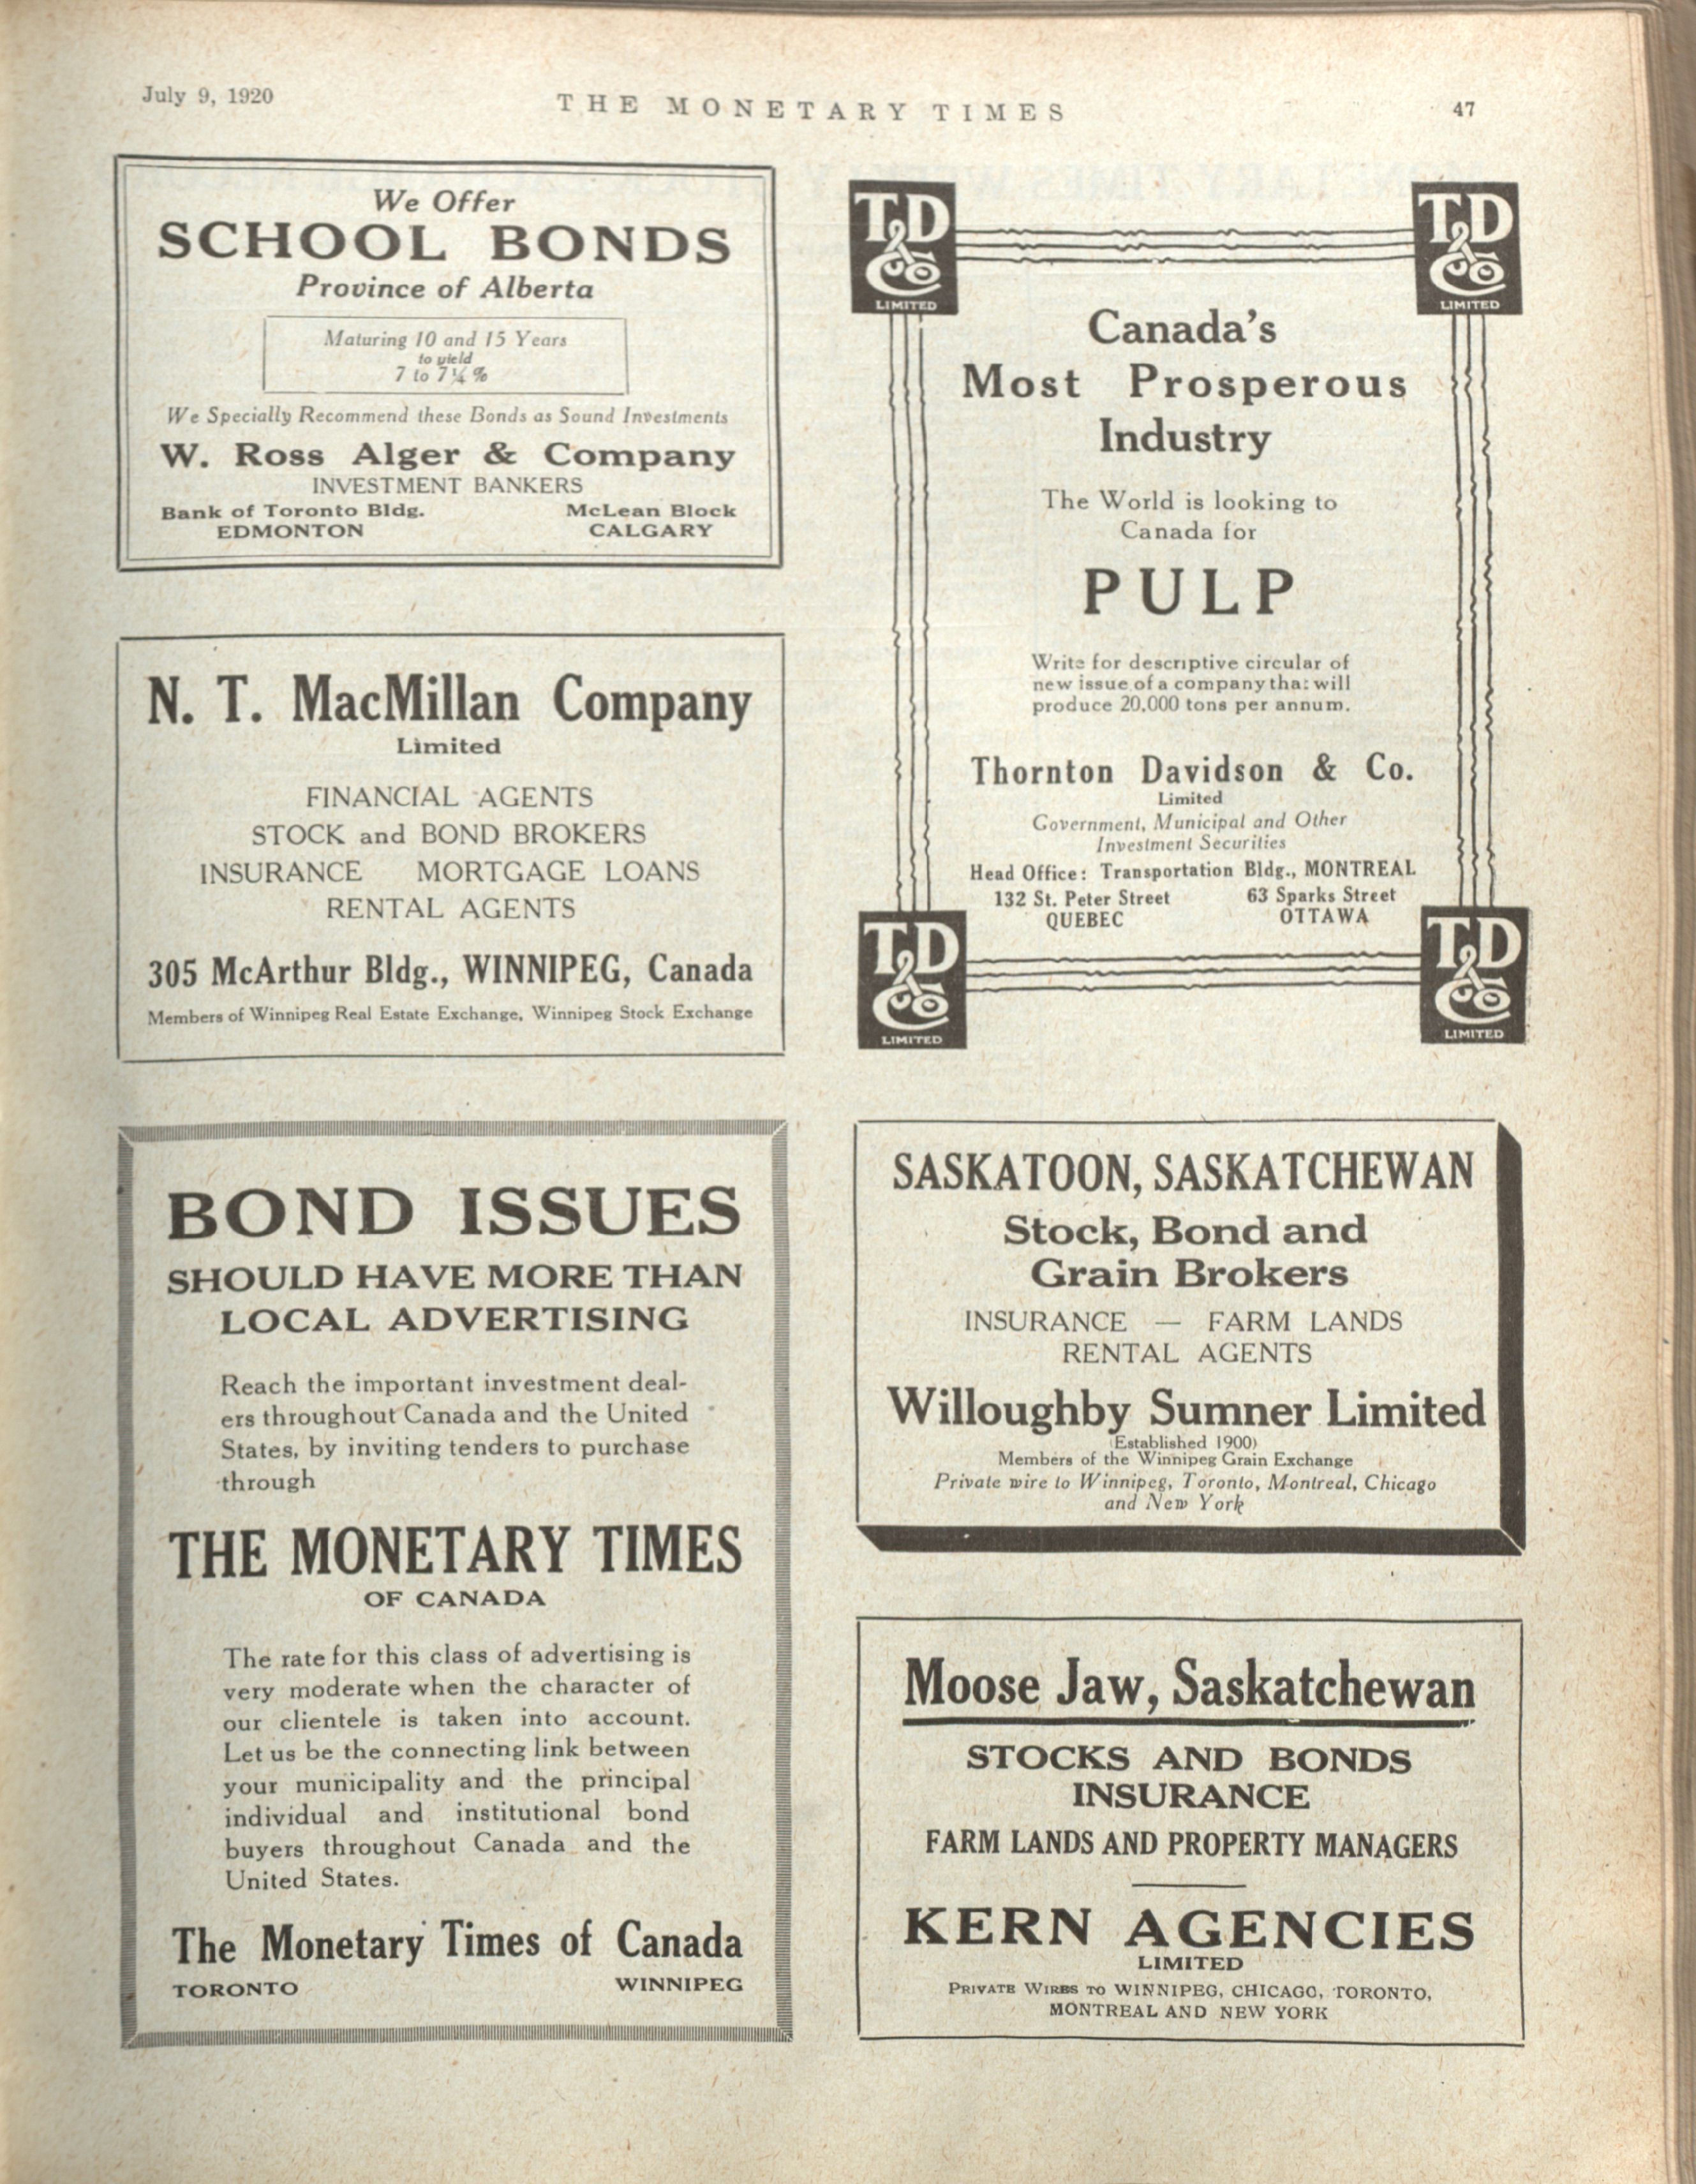 July 9, 1920
THE MONETARY TIMES
47
We Offer
SCHOOL BONDS
Province of Alberta
Maturing 10 and 15 Years
to yield
7 to 7¼ %
We Specially Recommend these Bonds as Sound Investments
W. Ross Alger & Company
INVESTMENT BANKERS
Bank of Toronto Bldg. McLean Block
EDMONTON CALGARY
N. T. MacMillan Company
Limited
FINANCIAL AGENTS
STOCK and BOND BROKERS
INSURANCE MORTGAGE LOANS
RENTAL AGENTS
305 McArthur Bldg., WINNIPEG, Canada
Members of Winnipeg Real Estate Exchange, Winnipeg Stock Exchange
BOND ISSUES
SHOULD HAVE MORE THAN
LOCAL ADVERTISING
Reach the important investment deal-
ers throughout Canada and the United
States, by inviting tenders to purchase
through
THE MONETARY TIMES
OF CANADA
The rate for this class of advertising is
very moderate when the character of
our clientele is taken into account.
Let us be the connecting link between
your municipality and the principal
individual and institutional bond
buyers throughout Canada and the
United States.
The Monetary Times of Canada
TORONTO WINNIPEG
TD
& Co
LIMITED
TD
& Co
LIMITED
Canada's
Most Prosperous
Industry
The World is looking to
Canada for
PULP
Write for descriptive circular of
new issue of a company that will
produce 20,000 tons per annum.
Thornton Davidson & Co.
Limited
Government, Municipal and Other
Investment Securities
Head Office: Transportation Bldg., MONTREAL
132 St. Peter Street 63 Sparks Street
QUEBEC OTTAWA
TD
& Co
LIMITED
TD
& Co
LIMITED
SASKATOON, SASKATCHEWAN
Stock, Bond and
Grain Brokers
INSURANCE — FARM LANDS
RENTAL AGENTS
Willoughby Sumner Limited
(Established 1900)
Members of the Winnipeg Grain Exchange
Private wire to Winnipeg, Toronto, Montreal, Chicago
and New York
Moose Jaw, Saskatchewan
STOCKS AND BONDS
INSURANCE
FARM LANDS AND PROPERTY MANAGERS
KERN AGENCIES
LIMITED
PRIVATE WIRES TO WINNIPEG, CHICAGO, TORONTO,
MONTREAL AND NEW YORK